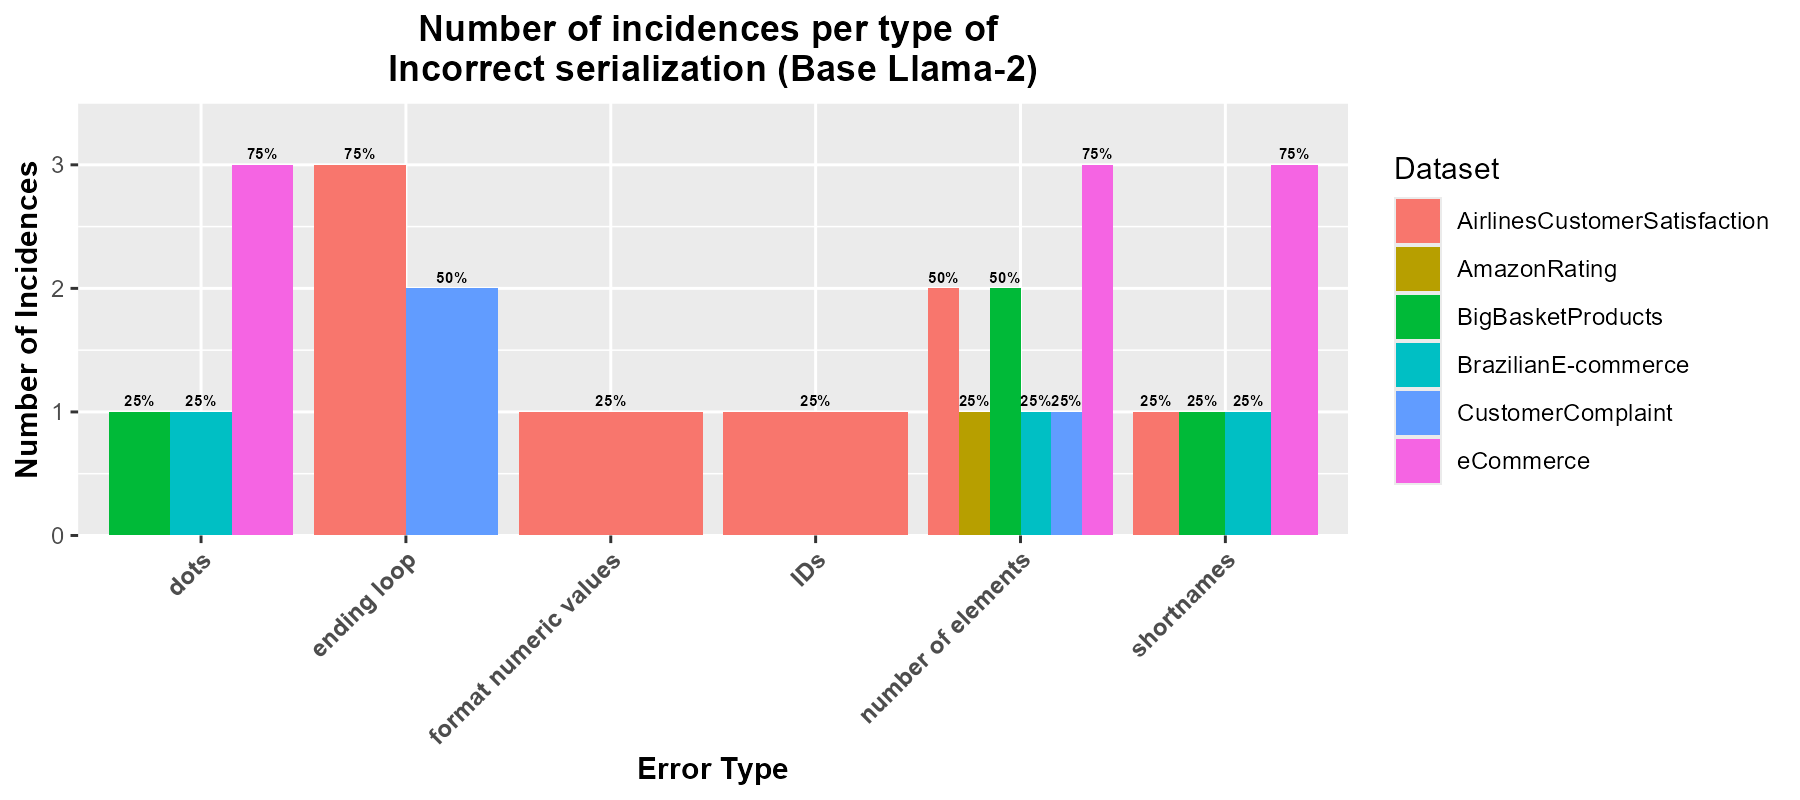 Number of incidences per type of
Incorrect serialization (Base Llama-2)
Number of Incidences
3
2
1
0
25%
25%
75%
75%
50%
25%
25%
50%
25%
50%
25%
25%
75%
25%
25%
25%
75%
dots
ending loop
format numeric values
IDs
number of elements
shortnames
Error Type
Dataset
AirlinesCustomerSatisfaction
AmazonRating
BigBasketProducts
BrazilianE-commerce
CustomerComplaint
eCommerce